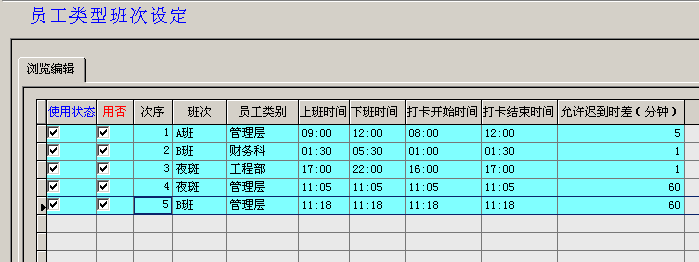 员工类型班次设定
浏览编辑
使用状态 用否 次序 班次 员工类别 上班时间 下班时间 打卡开始时间 打卡结束时间 允许迟到时差(分钟)
1 A班 管理层 09:00 12:00 08:00 12:00 5
2 B班 财务科 01:30 05:30 01:00 01:30 1
3 夜斑 工程部 17:00 22:00 16:00 17:00 1
4 夜斑 管理层 11:05 11:05 11:05 11:05 60
5 B班 管理层 11:18 11:18 11:18 11:18 60